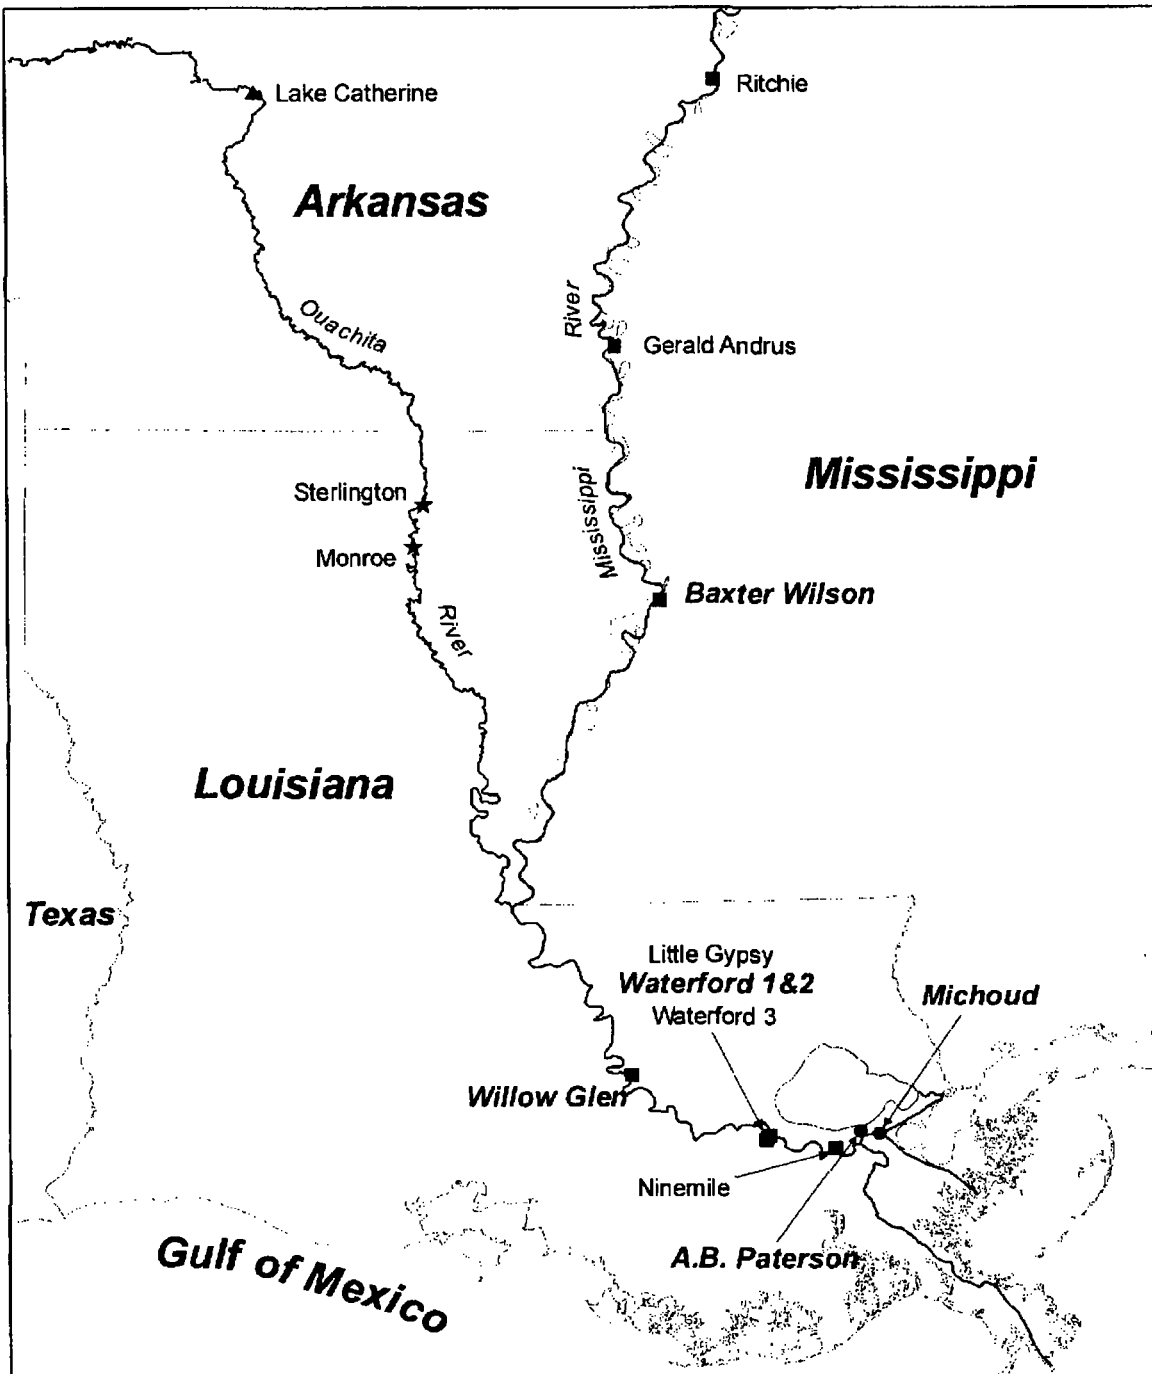 Ritchie
Lake Catherine
Arkansas
Ouachita
River
Gerald Andrus
Mississippi
Mississippi
Sterlington
Monroe
Baxter Wilson
River
Louisiana
Texas
Little Gypsy
Waterford 1&2
Waterford 3
Michoud
Willow Glen
Ninemile
A.B. Paterson
Gulf of Mexico